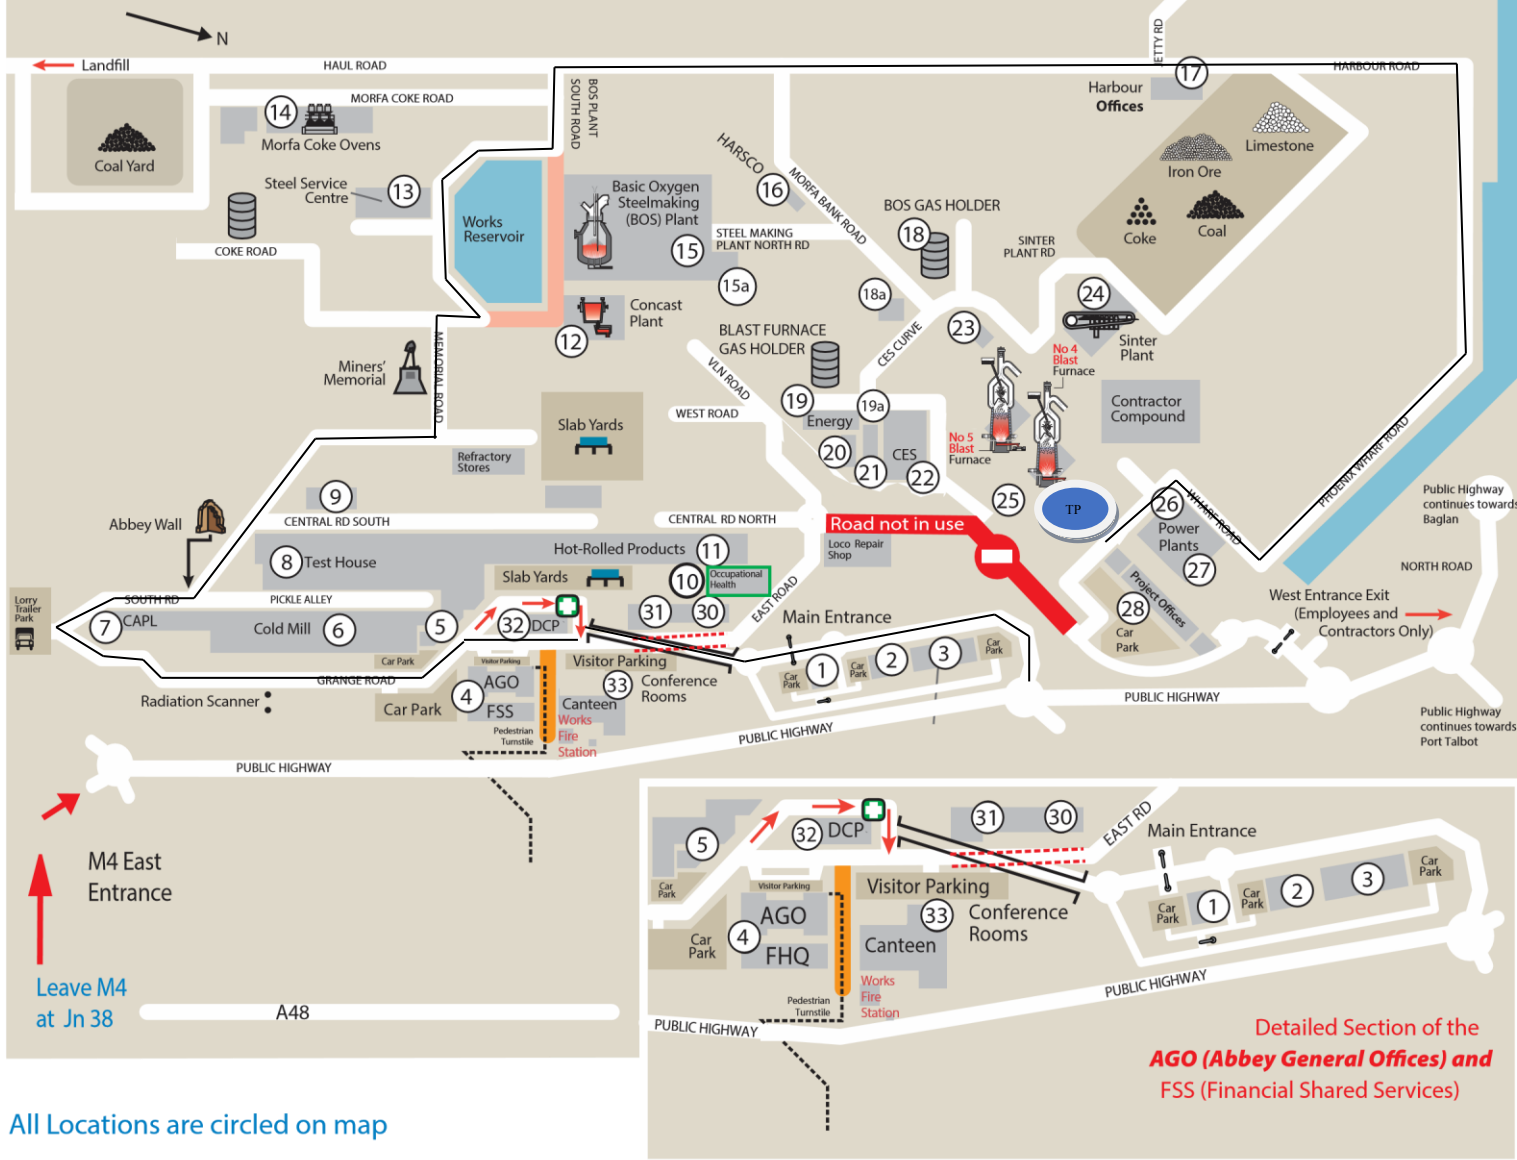 N
Landfill
HAUL ROAD
JETTY RD
HARBOUR ROAD
MORFA COKE ROAD
BOS PLANT
SOUTH ROAD
Harbour
Offices
17
14
Morfa Coke Ovens
Coal Yard
Limestone
Iron Ore
Coke
Coal
HARSCO
16
MORFA BANK ROAD
Steel Service
Centre
13
Works
Reservoir
Basic Oxygen
Steelmaking
(BOS) Plant
15
15a
STEEL MAKING
PLANT NORTH RD
BOS GAS HOLDER
18
18a
SINTER
PLANT RD
COKE ROAD
Concast
Plant
12
24
Sinter
Plant
23
CES CURVE
BLAST FURNACE
GAS HOLDER
VLN ROAD
No 4
Blast
Furnace
Miners'
Memorial
MEMORIAL ROAD
19
19a
Energy
20
21
CES
22
WEST ROAD
No 5
Blast
Furnace
Contractor
Compound
PHOENIX WHARF ROAD
Slab Yards
Refractory
Stores
9
25
TP
26
WHARF ROAD
Power
Plants
27
Public Highway
continues towards
Baglan
Abbey Wall
CENTRAL RD SOUTH
CENTRAL RD NORTH
Road not in use
Loco Repair
Shop
8
Test House
Hot-Rolled Products
11
Slab Yards
10
Occupational
Health
EAST ROAD
NORTH ROAD
Project Offices
28
Car
Park
West Entrance Exit
(Employees and
Contractors Only)
Lorry
Trailer
Park
SOUTH RD
PICKLE ALLEY
7
CAPL
Cold Mill
6
5
32
DCP
31
30
Main Entrance
Car Park
Visitor Parking
Visitor Parking
1
2
3
Car
Park
Car
Park
Car
Park
GRANGE ROAD
Radiation Scanner
Car Park
4
AGO
FSS
33
Conference
Rooms
Canteen
Works
Fire
Station
Pedestrian
Turnstile
PUBLIC HIGHWAY
PUBLIC HIGHWAY
PUBLIC HIGHWAY
Public Highway
continues towards
Port Talbot
M4 East
Entrance
Leave M4
at Jn 38
A48
5
32
DCP
31
30
EAST RD
Main Entrance
Car
Park
Visitor Parking
Visitor Parking
33
Conference
Rooms
Car
Park
1
Car
Park
2
3
Car
Park
Car
Park
4
AGO
FHQ
Canteen
Works
Fire
Station
Pedestrian
Turnstile
PUBLIC HIGHWAY
PUBLIC HIGHWAY
Detailed Section of the
AGO (Abbey General Offices) and
FSS (Financial Shared Services)
All Locations are circled on map